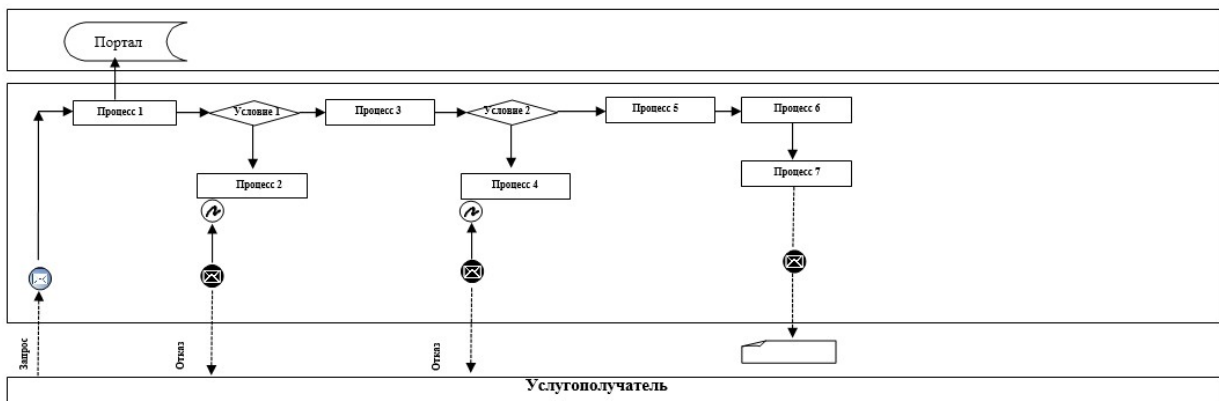 Портал
Процесс 1
Условие 1
Процесс 3
Условие 2
Процесс 5
Процесс 6
Процесс 2
Процесс 4
Процесс 7
Запрос
Отказ
Отказ
Услугополучатель